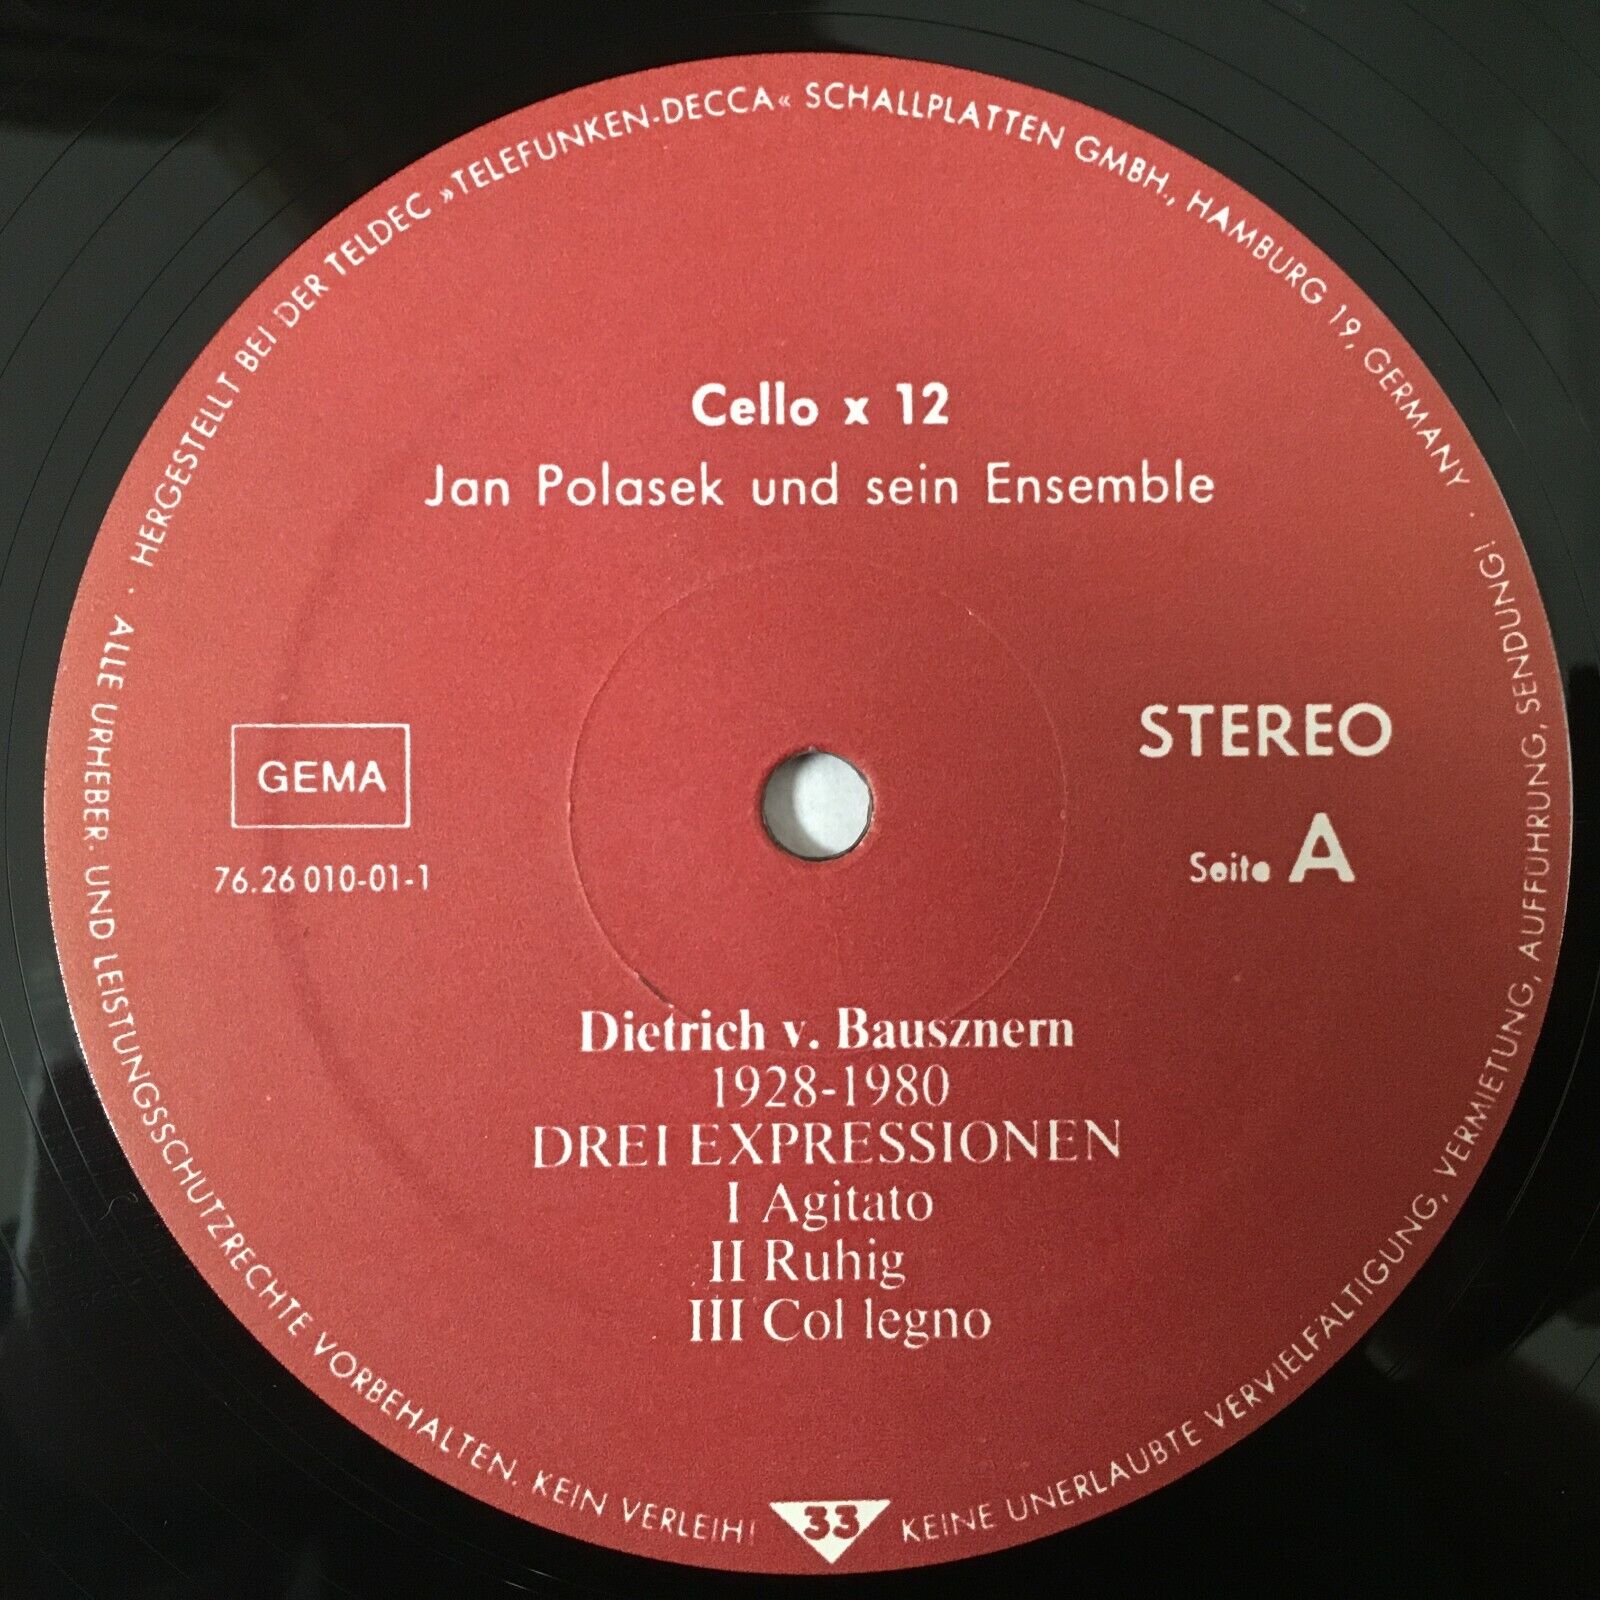 HERGESTELLT BEI DER TELDEC »TELEFUNKEN-DECCA« SCHALLPLATTEN GMBH., HAMBURG 19, GERMANY ·
Cello x 12
Jan Polasek und sein Ensemble
GEMA
76.26 010-01-1
STEREO
Seite A
Dietrich v. Bausznern
1928-1980
DREI EXPRESSIONEN
I Agitato
II Ruhig
III Col legno
· ALLE URHEBER- UND LEISTUNGSSCHUTZRECHTE VORBEHALTEN. KEIN VERLEIH!
33
KEINE UNERLAUBTE VERVIELFÄLTIGUNG, VERMIETUNG, AUFFÜHRUNG, SENDUNG!